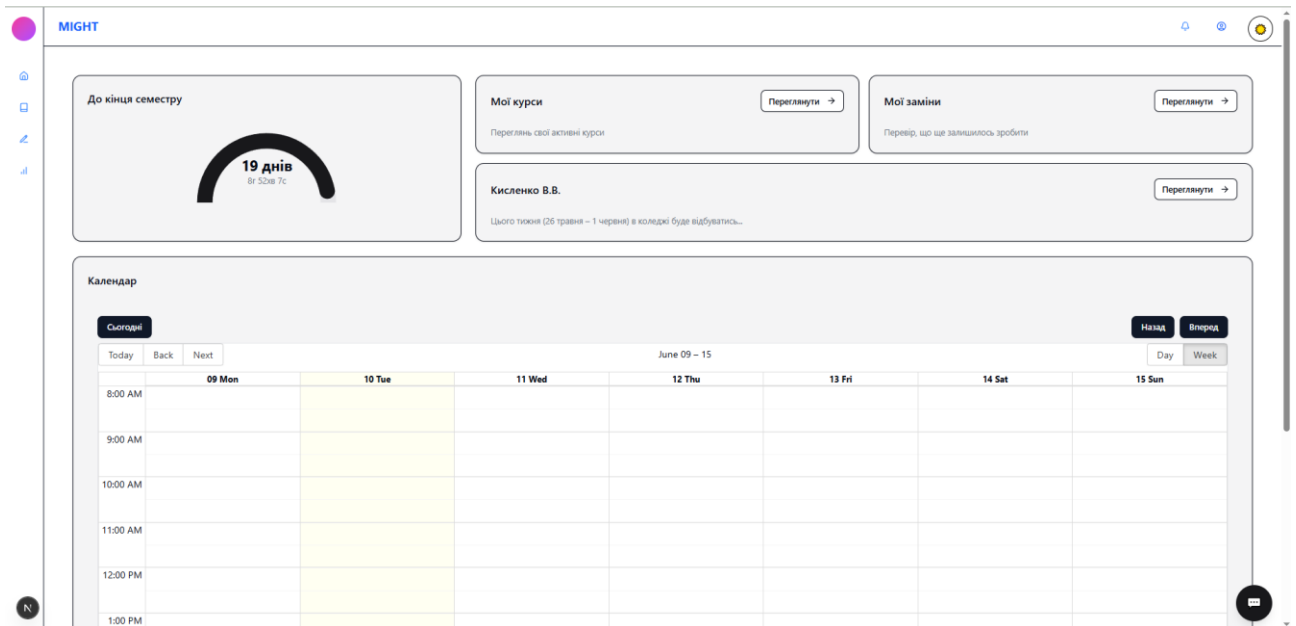 MIGHT
До кінця семестру
19 днів
8г 52хв 7с
Мої курси
Переглянути →
Переглянь свої активні курси
Мої заміни
Переглянути →
Перевір, що ще залишилось зробити
Кисленко В.В.
Переглянути →
Цього тижня (26 травня – 1 червня) в коледжі буде відбуватись...
Календар
Сьогодні
Назад Вперед
Today Back Next June 09 – 15 Day Week
09 Mon 10 Tue 11 Wed 12 Thu 13 Fri 14 Sat 15 Sun
8:00 AM
9:00 AM
10:00 AM
11:00 AM
12:00 PM
1:00 PM
N